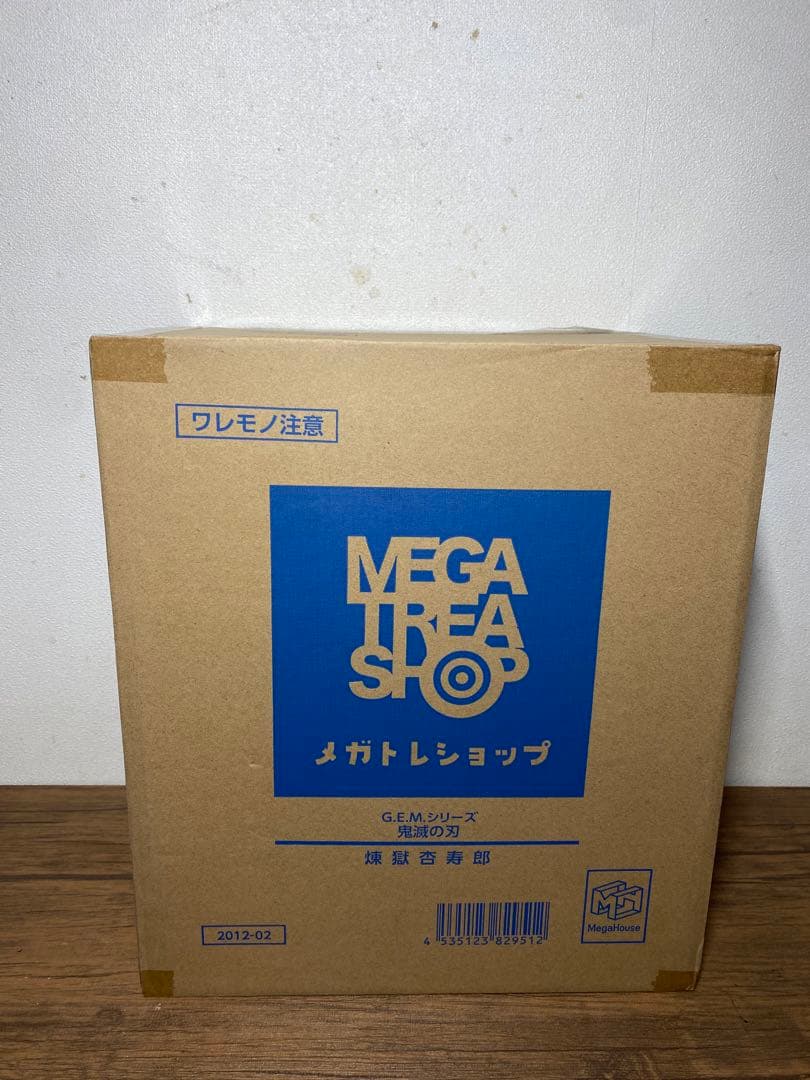 ワレモノ注意
MEGA
TREA
SHOP
メガトレショップ
G.E.M.シリーズ
鬼滅の刃
煉獄杏寿郎
2012-02
4 535123 829512
MegaHouse